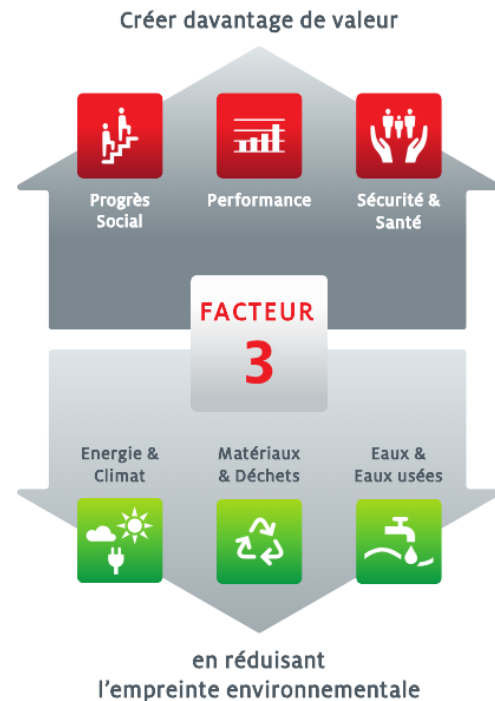 Créer davantage de valeur
Progrès
Social
Performance
Sécurité &
Santé
FACTEUR
3
Energie &
Climat
Matériaux
& Déchets
Eaux &
Eaux usées
en réduisant
l'empreinte environnementale